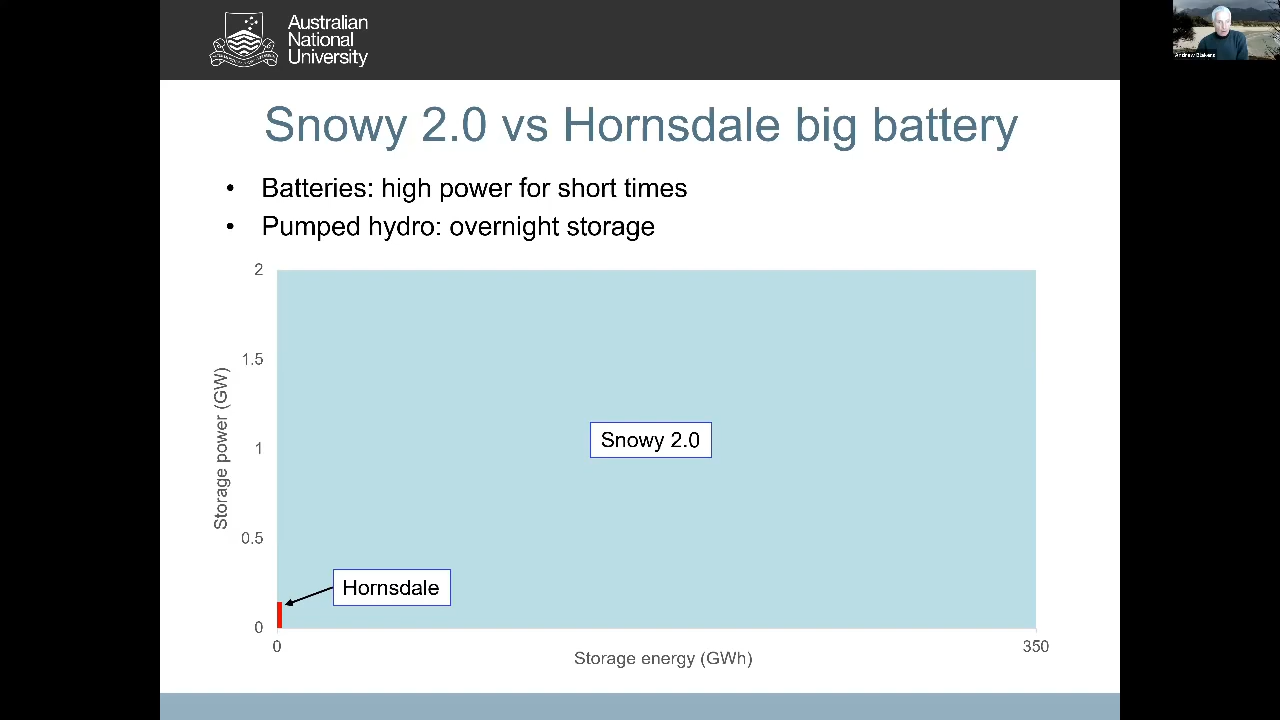 Australian
National
University
Andrew Blakers
Snowy 2.0 vs Hornsdale big battery
• Batteries: high power for short times
• Pumped hydro: overnight storage
2
1.5
1
0.5
0
Storage power (GW)
Snowy 2.0
Hornsdale
0
350
Storage energy (GWh)